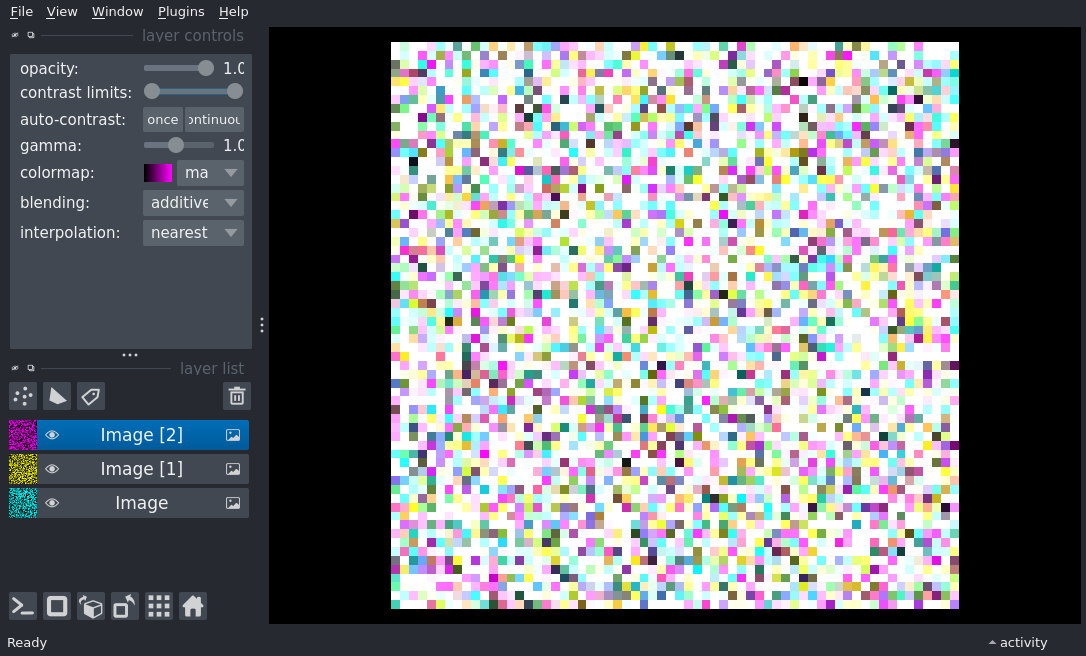 File View Window Plugins Help
layer controls
opacity: 1.0
contrast limits:
auto-contrast: once ontinuou
gamma: 1.0
colormap: ma
blending: additive
interpolation: nearest
layer list
Image [2]
Image [1]
Image
Ready activity